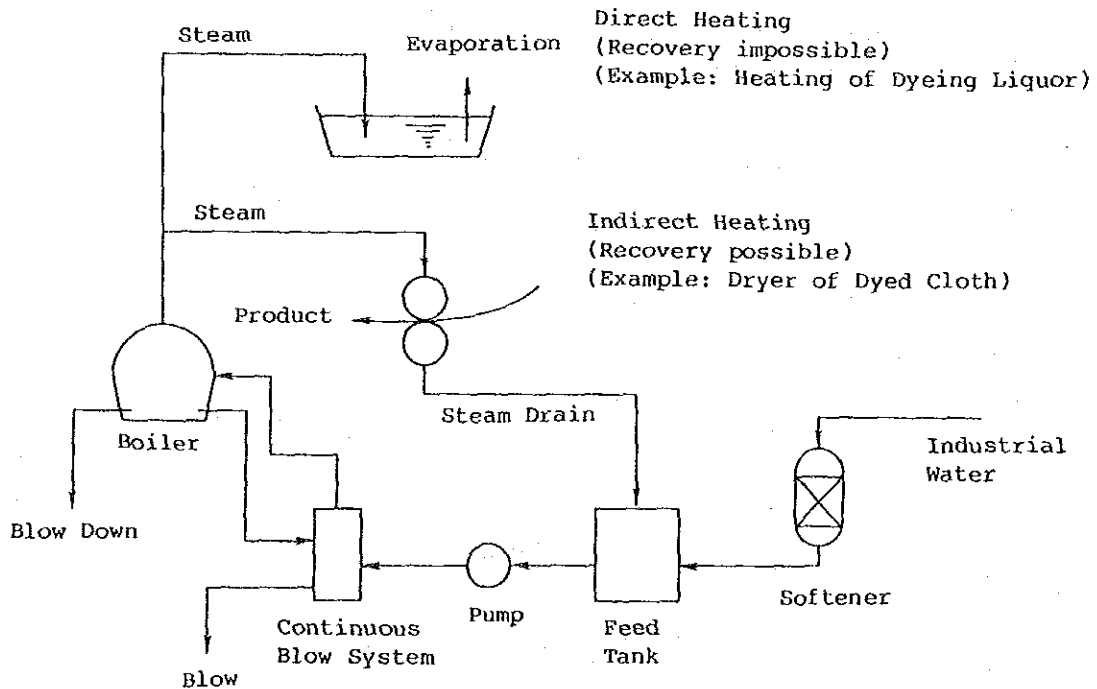 Steam
Evaporation
Direct Heating
(Recovery impossible)
(Example: Heating of Dyeing Liquor)
Steam
Indirect Heating
(Recovery possible)
(Example: Dryer of Dyed Cloth)
Product
Steam Drain
Boiler
Industrial
Water
Blow Down
Softener
Pump
Continuous
Blow System
Feed
Tank
Blow